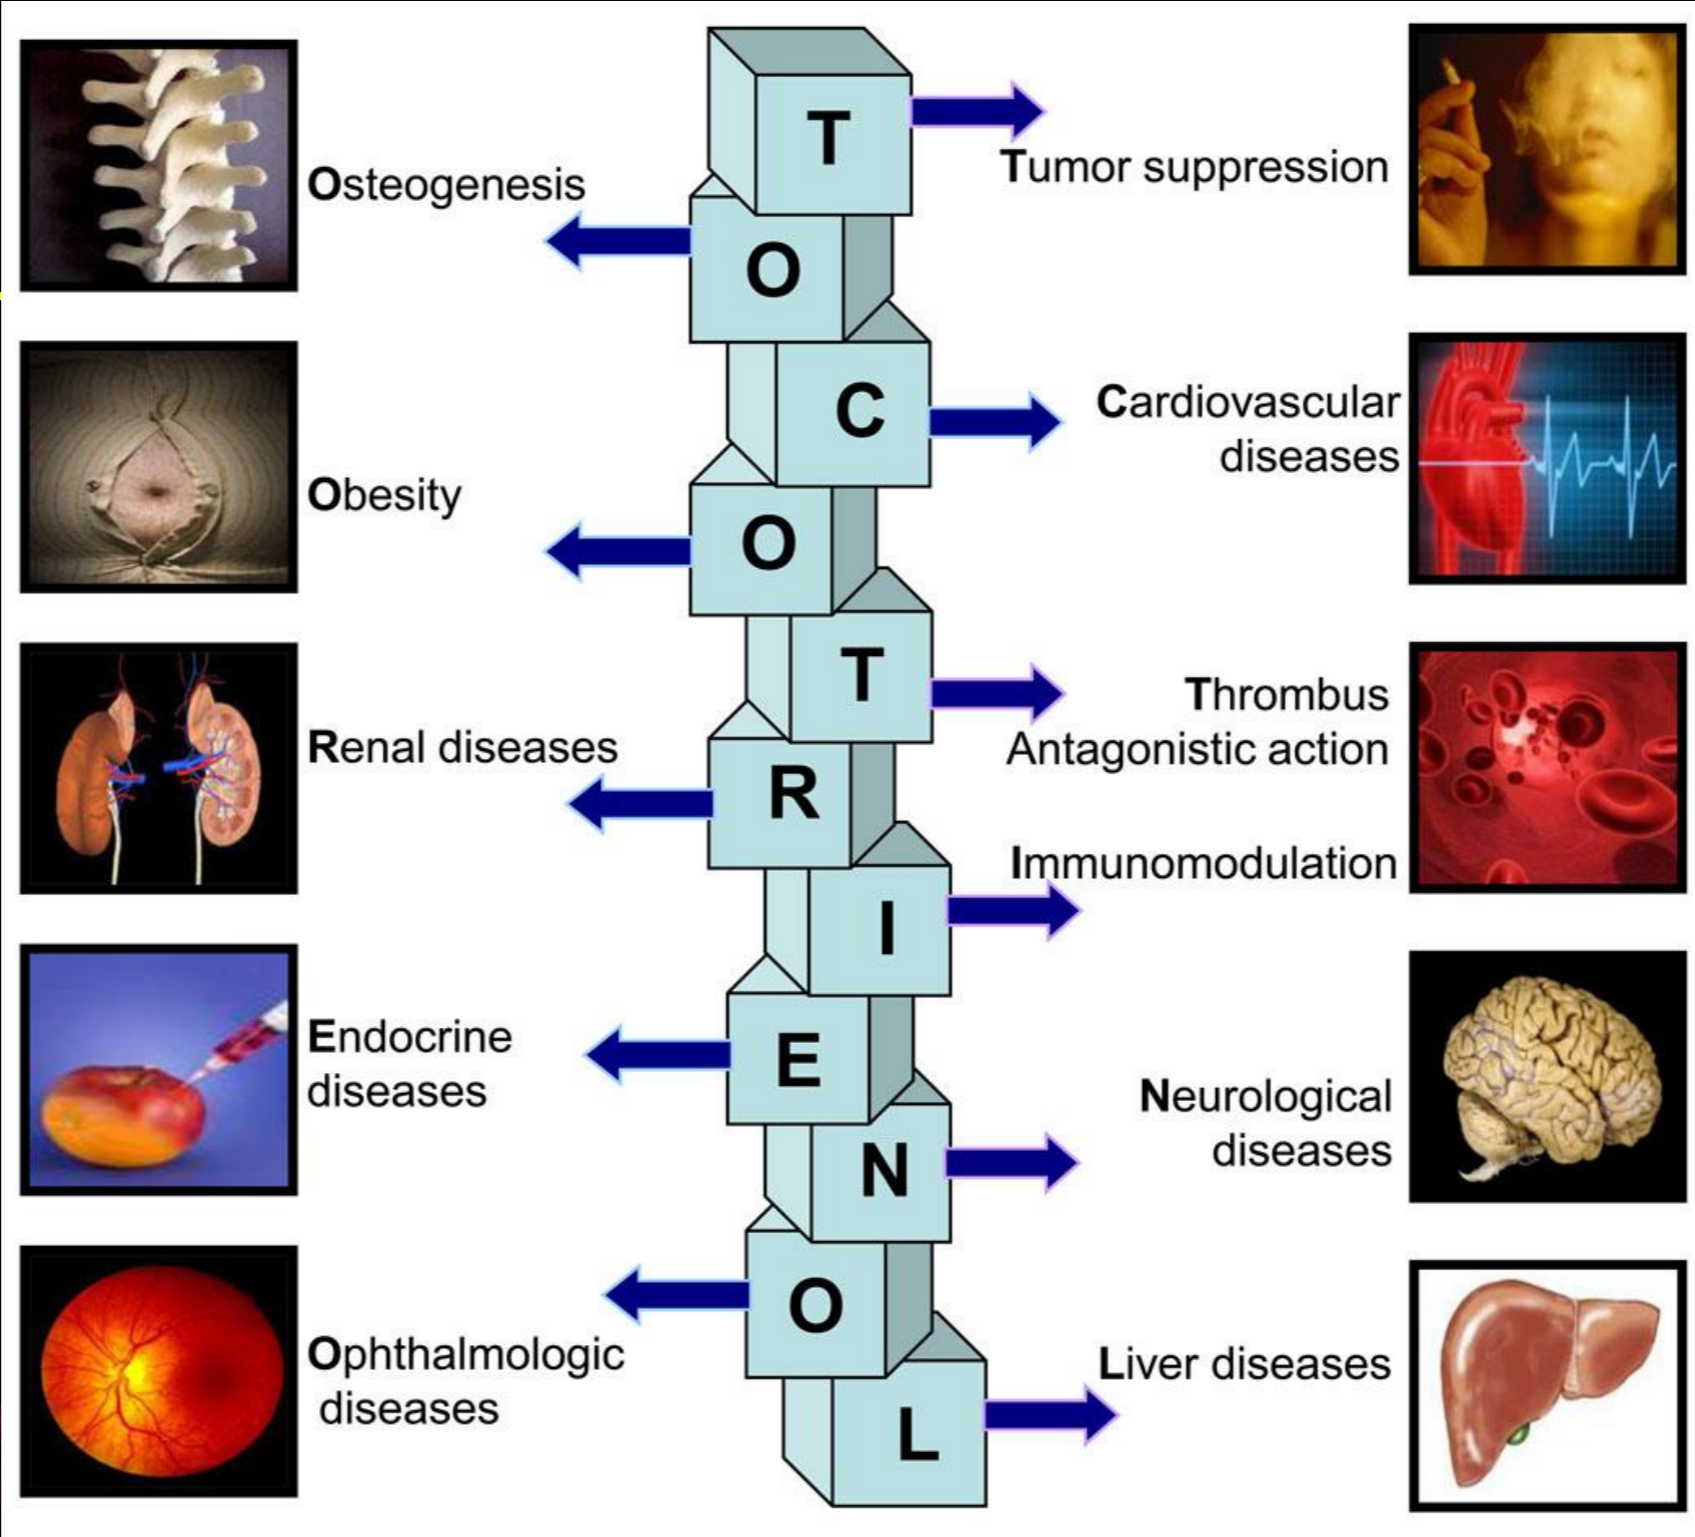 T
Tumor suppression
Osteogenesis
O
C
Cardiovascular
diseases
Obesity
O
T
Thrombus
Antagonistic action
Renal diseases
R
Immunomodulation
I
Endocrine
diseases
E
Neurological
diseases
N
O
Ophthalmologic
diseases
Liver diseases
L